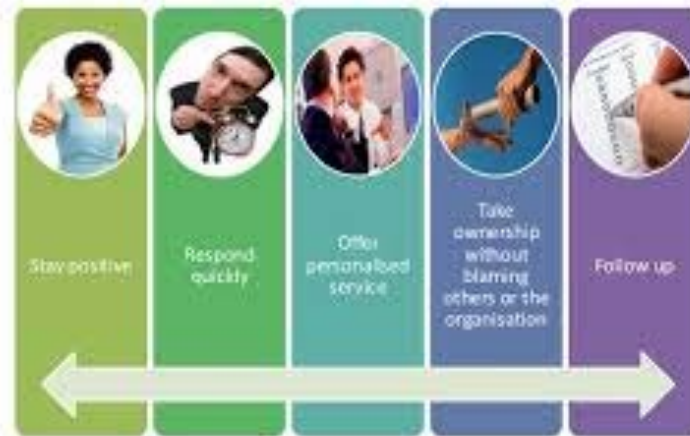 Stay positive
Respond
quickly
Offer
personalised
service
Take
ownership
without
blaming
others or the
organisation
Follow up